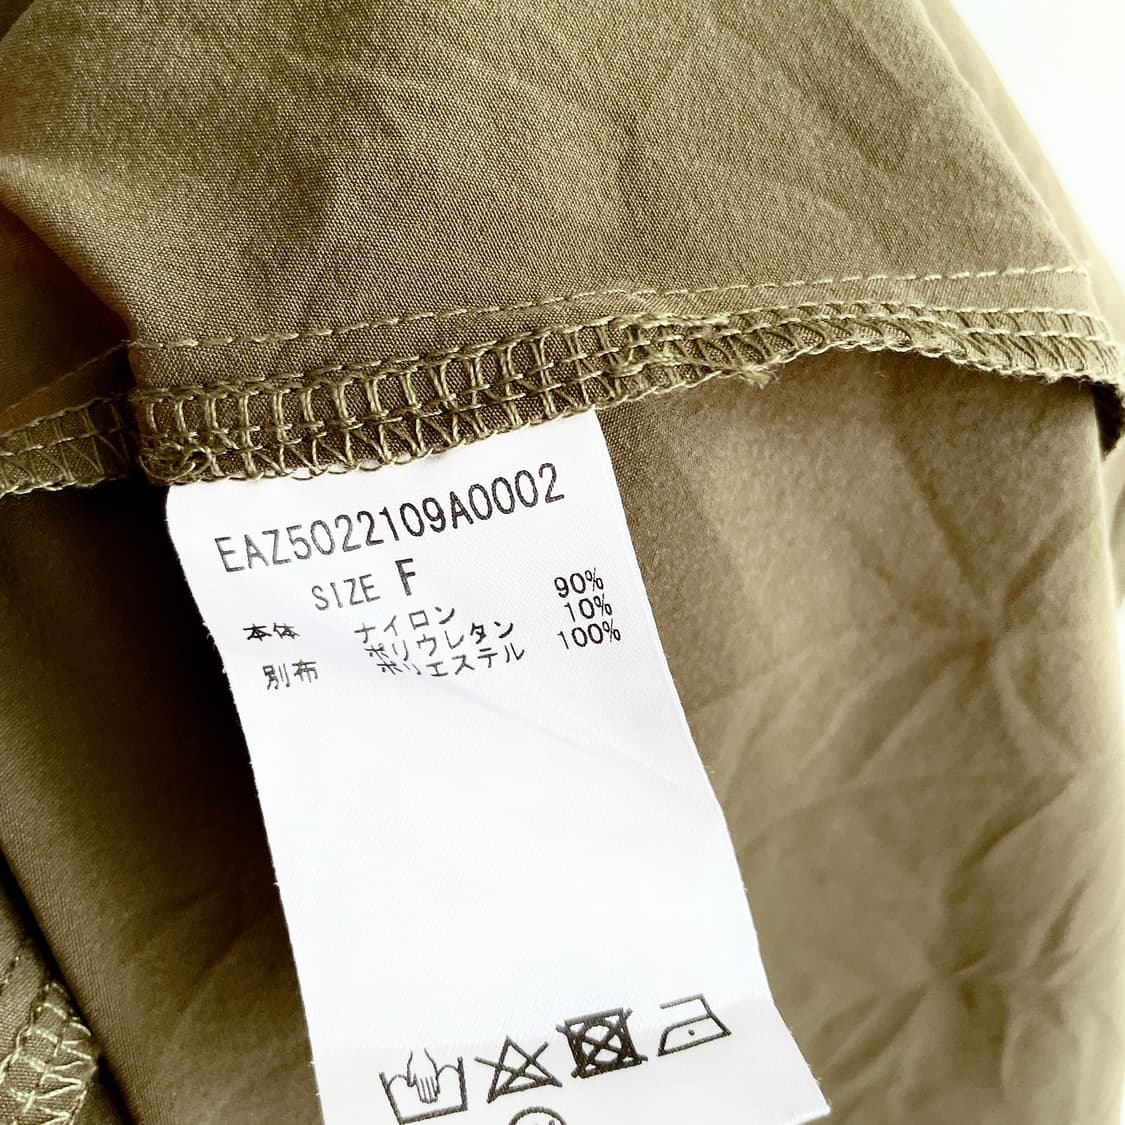 EAZ5022109A0002
SIZE F
本体 ナイロン 90%
ポリウレタン 10%
別布 ポリエステル 100%